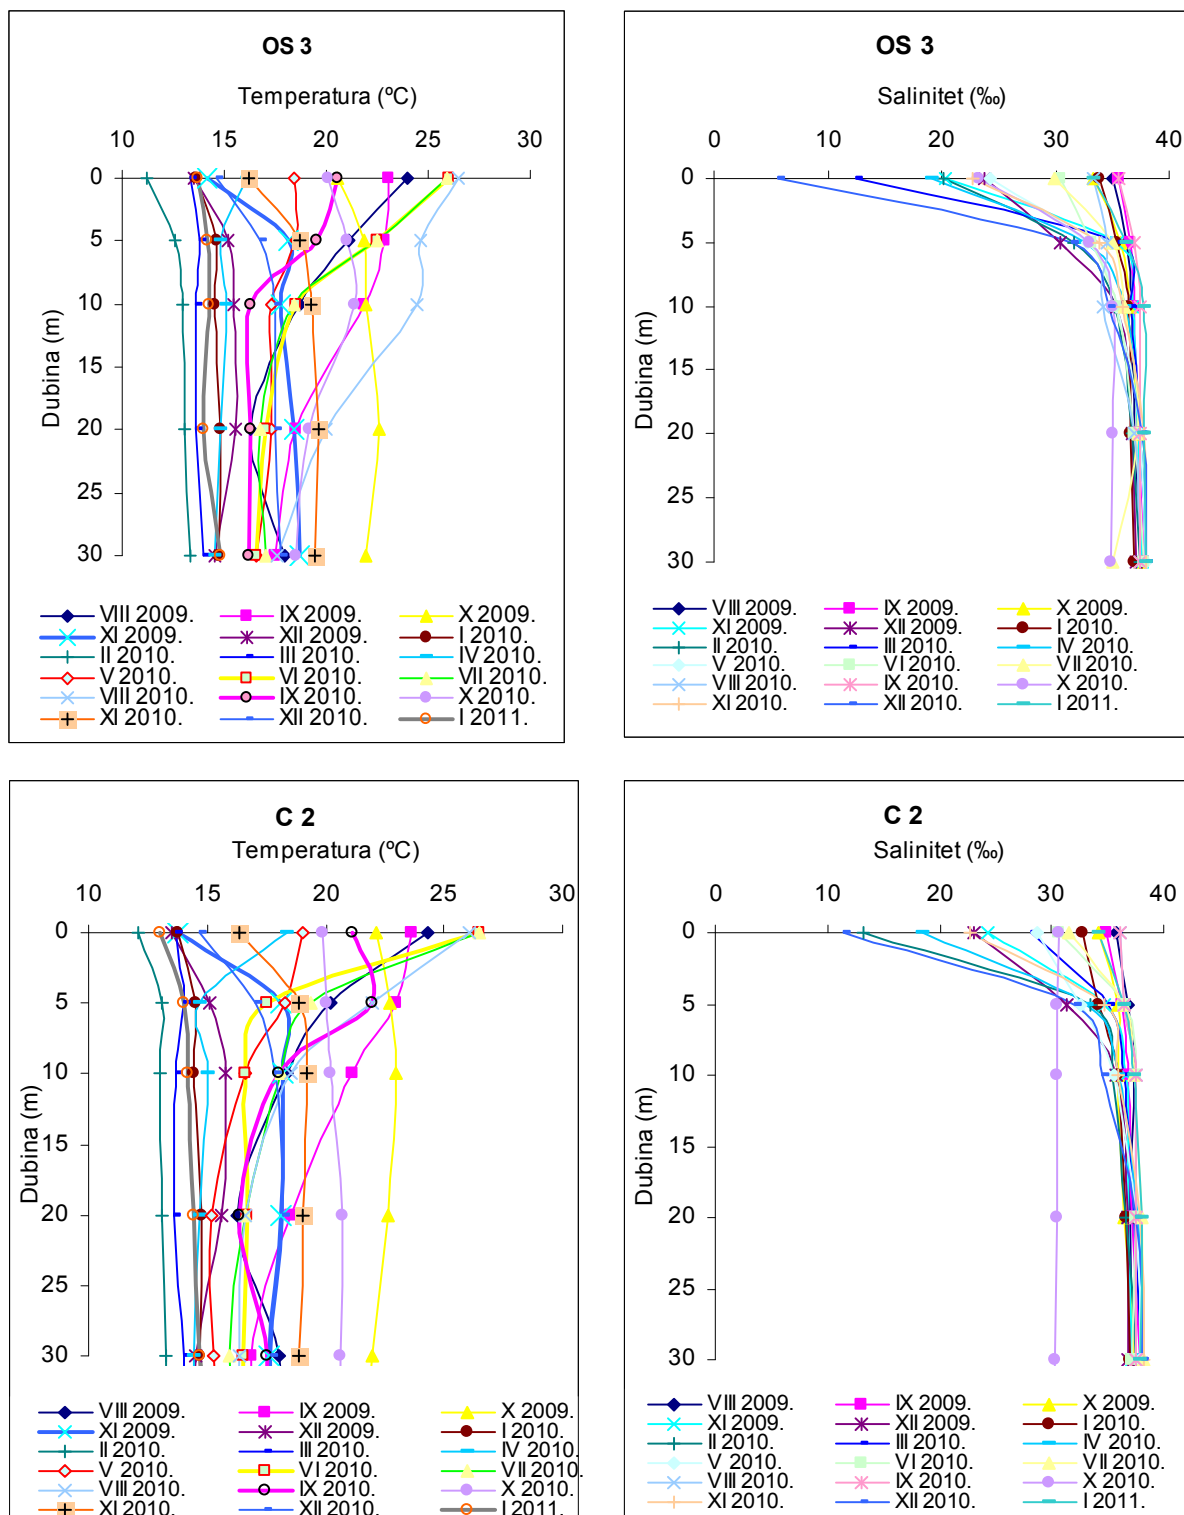 OS 3
Temperatura (ºC)
10 15 20 25 30
0
5
10
15
20
25
30
Dubina (m)
VIII 2009. IX 2009. X 2009.
XI 2009. XII 2009. I 2010.
II 2010. III 2010. IV 2010.
V 2010. VI 2010. VII 2010.
VIII 2010. IX 2010. X 2010.
XI 2010. XII 2010. I 2011.
OS 3
Salinitet (‰)
0 10 20 30 40
0
5
10
15
20
25
30
Dubina (m)
VIII 2009. IX 2009. X 2009.
XI 2009. XII 2009. I 2010.
II 2010. III 2010. IV 2010.
V 2010. VI 2010. VII 2010.
VIII 2010. IX 2010. X 2010.
XI 2010. XII 2010. I 2011.
C 2
Temperatura (ºC)
10 15 20 25 30
0
5
10
15
20
25
30
Dubina (m)
VIII 2009. IX 2009. X 2009.
XI 2009. XII 2009. I 2010.
II 2010. III 2010. IV 2010.
V 2010. VI 2010. VII 2010.
VIII 2010. IX 2010. X 2010.
XI 2010. XII 2010. I 2011.
C 2
Salinitet (‰)
0 10 20 30 40
0
5
10
15
20
25
30
Dubina (m)
VIII 2009. IX 2009. X 2009.
XI 2009. XII 2009. I 2010.
II 2010. III 2010. IV 2010.
V 2010. VI 2010. VII 2010.
VIII 2010. IX 2010. X 2010.
XI 2010. XII 2010. I 2011.